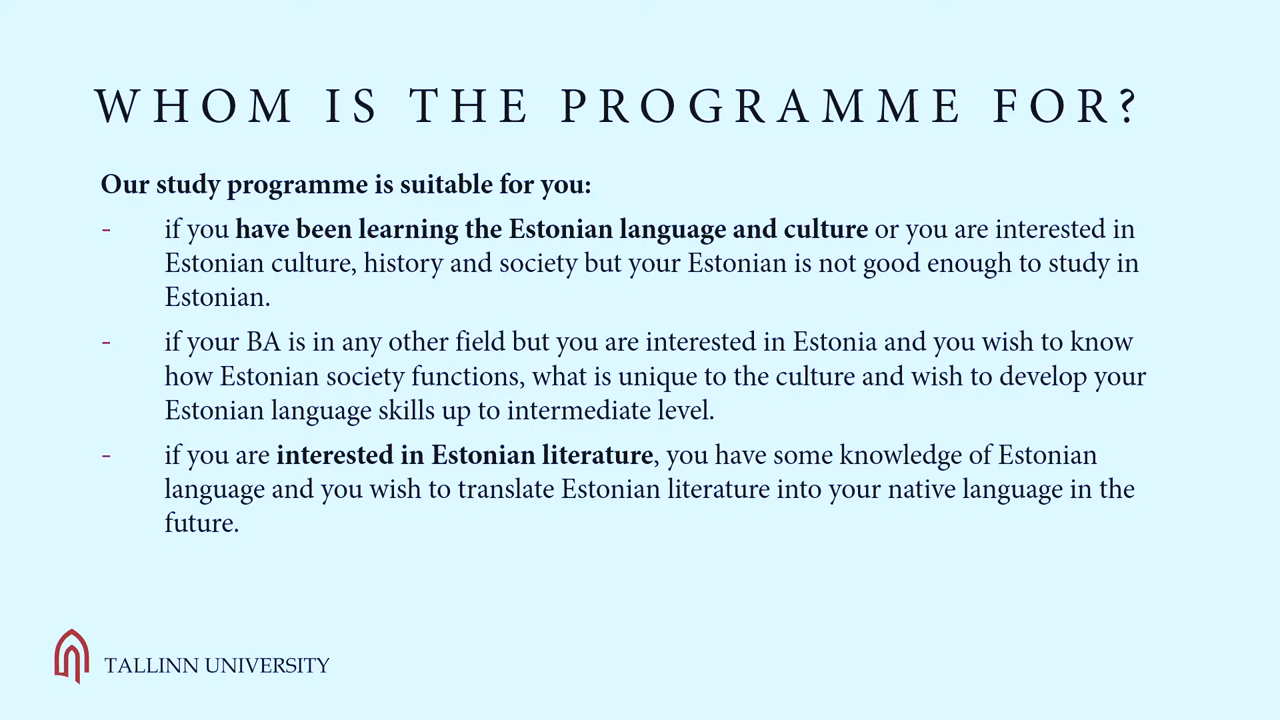 WHOM IS THE PROGRAMME FOR?
Our study programme is suitable for you:
- if you have been learning the Estonian language and culture or you are interested in
Estonian culture, history and society but your Estonian is not good enough to study in
Estonian.
- if your BA is in any other field but you are interested in Estonia and you wish to know
how Estonian society functions, what is unique to the culture and wish to develop your
Estonian language skills up to intermediate level.
- if you are interested in Estonian literature, you have some knowledge of Estonian
language and you wish to translate Estonian literature into your native language in the
future.
TALLINN UNIVERSITY